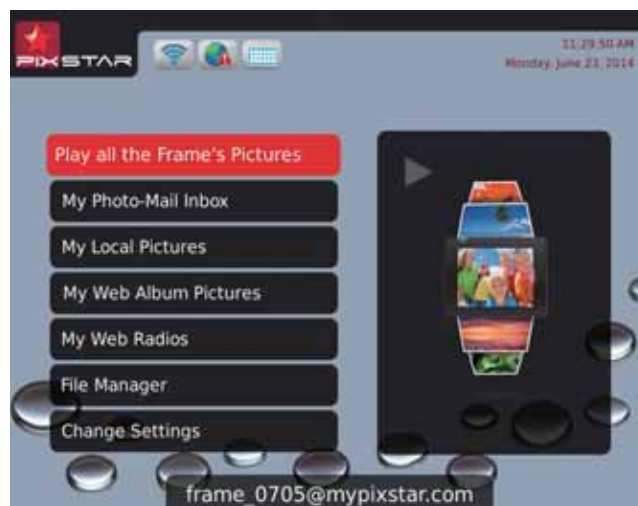 PIXSTAR
11:29:50 AM
Monday, June 23, 2014
Play all the Frame's Pictures
My Photo-Mail Inbox
My Local Pictures
My Web Album Pictures
My Web Radios
File Manager
Change Settings
frame_0705@mypixstar.com